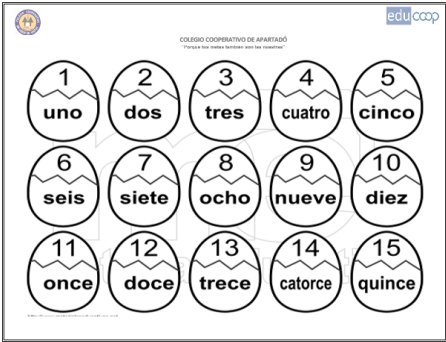 educoop
COLEGIO COOPERATIVO DE APARTADÓ
"Porque tus metas también son las nuestras"
1 2 3 4 5
uno dos tres cuatro cinco
6 7 8 9 10
seis siete ocho nueve diez
11 12 13 14 15
once doce trece catorce quince